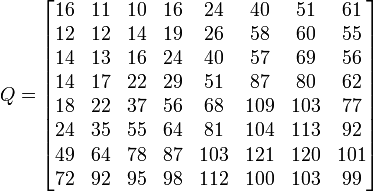 16 11 10 16 24 40 51 61
12 12 14 19 26 58 60 55
14 13 16 24 40 57 69 56
14 17 22 29 51 87 80 62
Q = 18 22 37 56 68 109 103 77
24 35 55 64 81 104 113 92
49 64 78 87 103 121 120 101
72 92 95 98 112 100 103 99